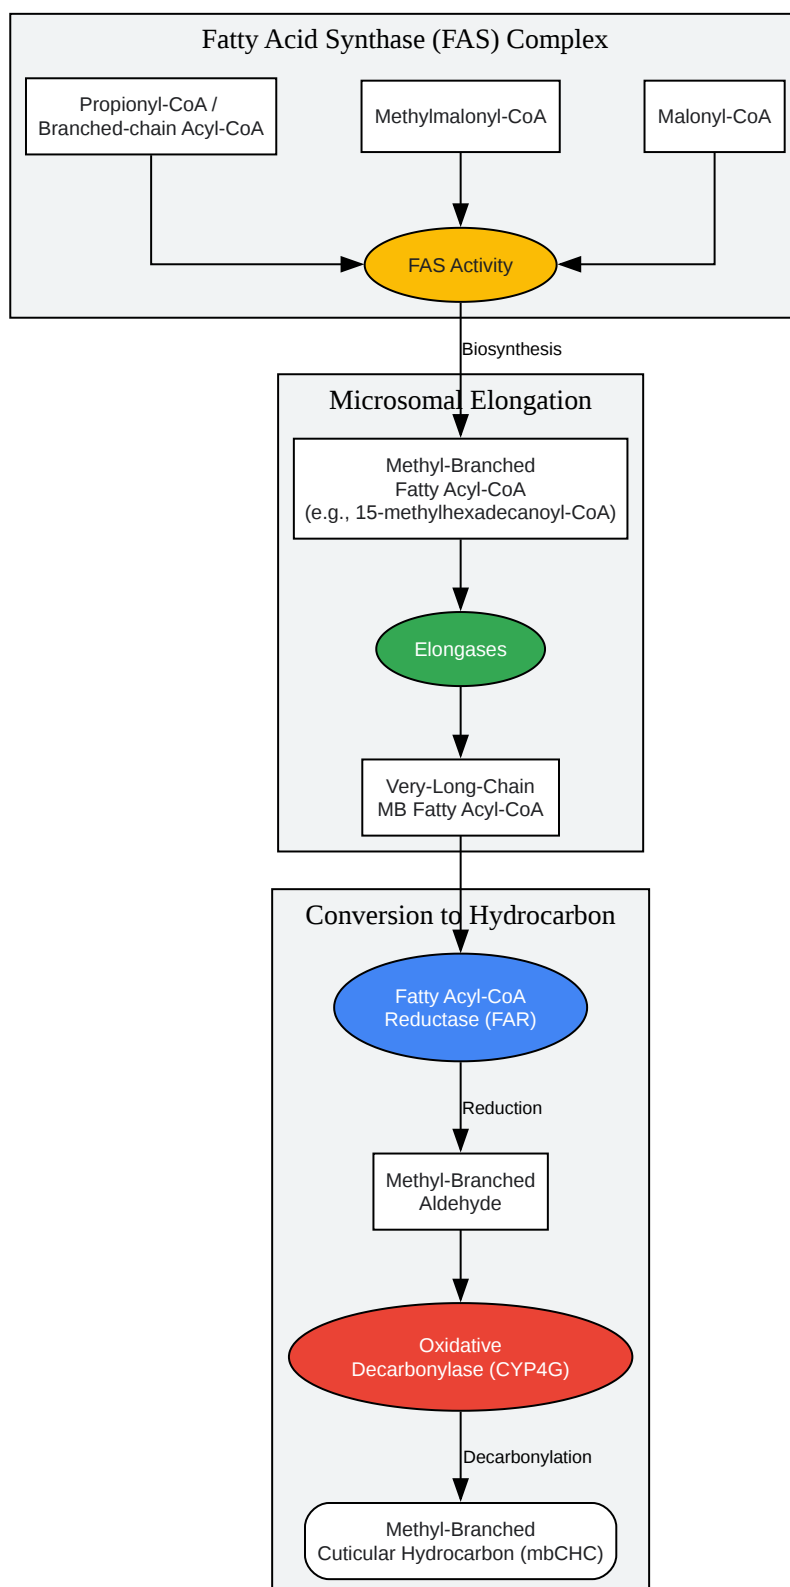 Fatty Acid Synthase (FAS) Complex
Propionyl-CoA /
Branched-chain Acyl-CoA
Methylmalonyl-CoA
Malonyl-CoA
FAS Activity
Biosynthesis
Microsomal Elongation
Methyl-Branched
Fatty Acyl-CoA
(e.g., 15-methylhexadecanoyl-CoA)
Elongases
Very-Long-Chain
MB Fatty Acyl-CoA
Conversion to Hydrocarbon
Fatty Acyl-CoA
Reductase (FAR)
Reduction
Methyl-Branched
Aldehyde
Oxidative
Decarbonylase (CYP4G)
Decarbonylation
Methyl-Branched
Cuticular Hydrocarbon (mbCHC)